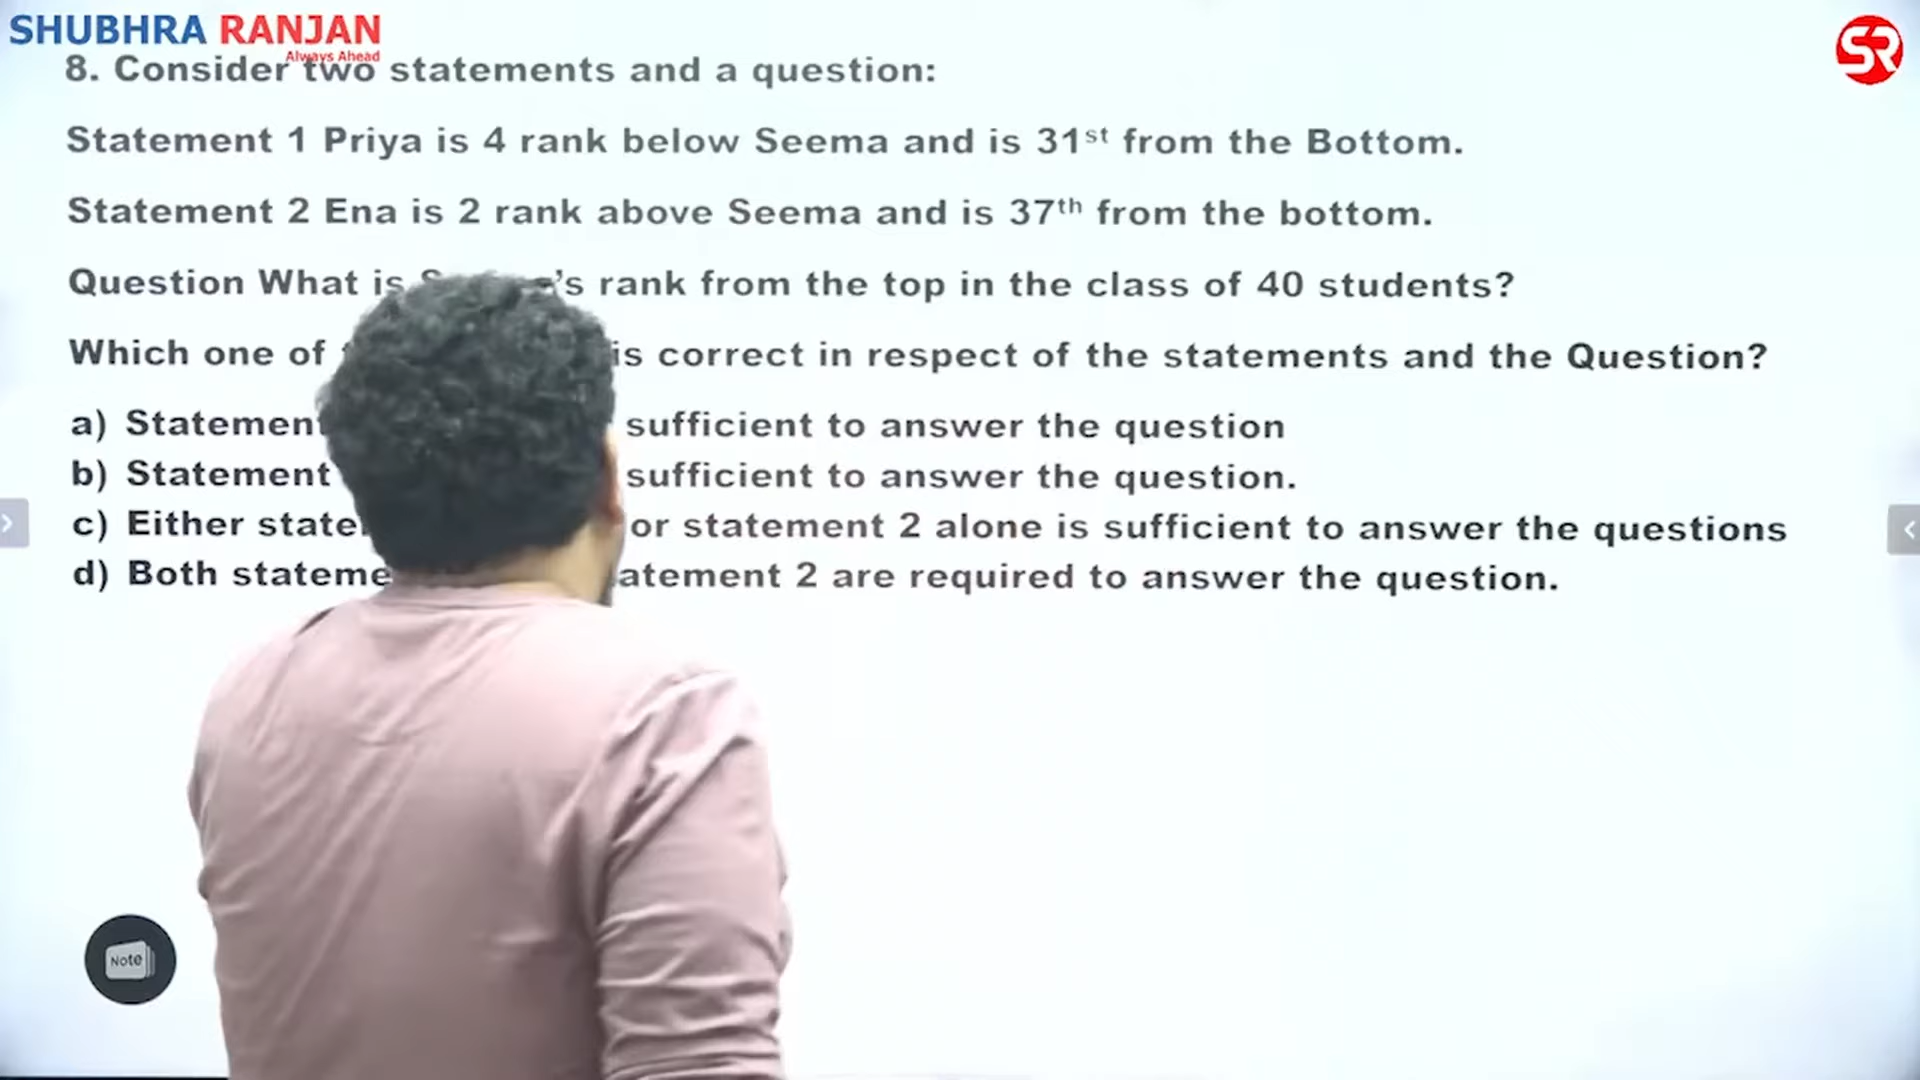 SHUBHRA RANJAN
Always Ahead
8. Consider two statements and a question:
Statement 1 Priya is 4 rank below Seema and is 31st from the Bottom.
Statement 2 Ena is 2 rank above Seema and is 37th from the bottom.
Question What is 's rank from the top in the class of 40 students?
Which one of is correct in respect of the statements and the Question?
a) Statement sufficient to answer the question
b) Statement sufficient to answer the question.
c) Either or statement 2 alone is sufficient to answer the questions
d) Both 2 are required to answer the question.
Note
SR